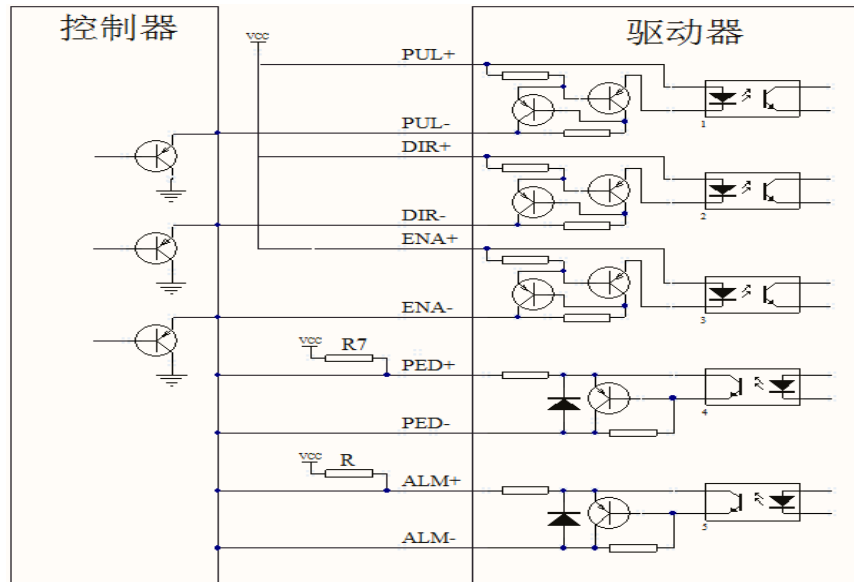 控制器
驱动器
VCC
PUL+
1
PUL-
DIR+
2
DIR-
ENA+
3
ENA-
VCC
R7
PED+
4
PED-
VCC
R
ALM+
5
ALM-